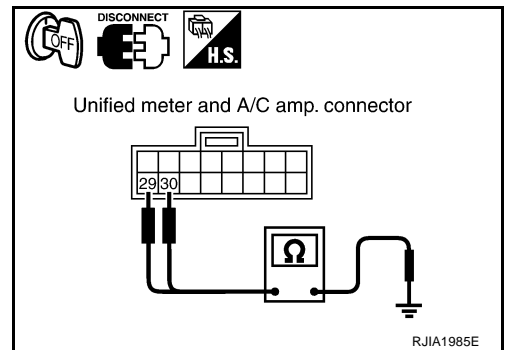 OFF
DISCONNECT
H.S.
Unified meter and A/C amp. connector
29 30
Ω
RJIA1985E